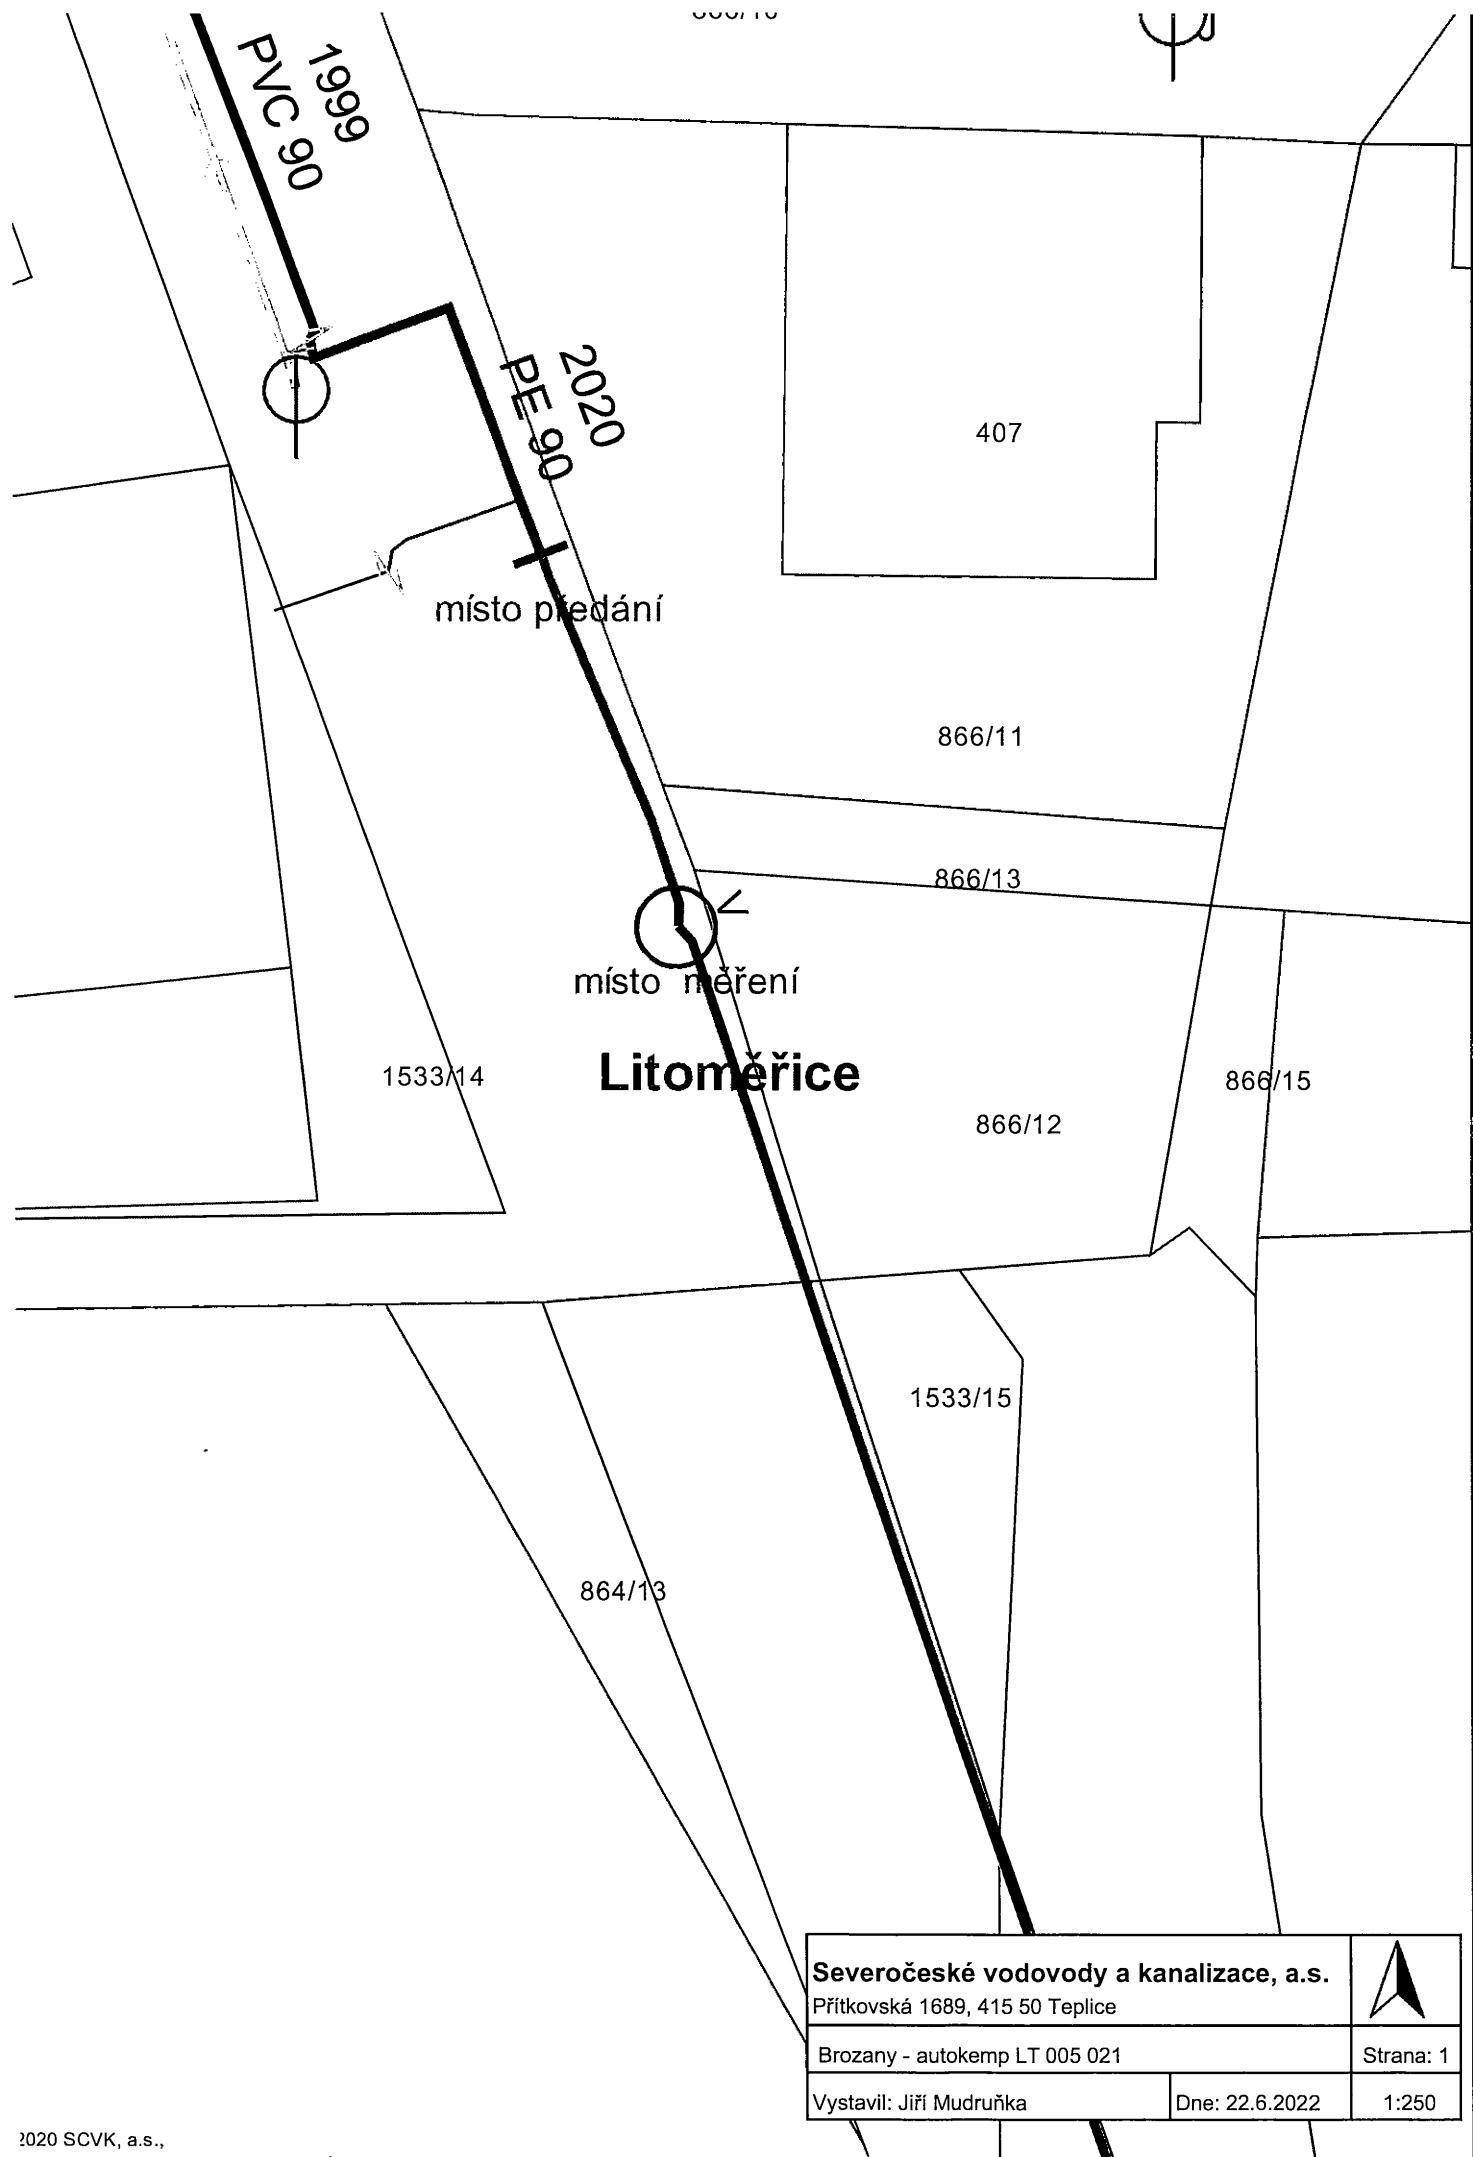 1999
PVC 90
2020
PE 90
407
místo předání
866/11
866/13
místo měření
Litoměřice
1533/14
866/15
866/12
1533/15
864/13
Severočeské vodovody a kanalizace, a.s.
Přítkovská 1689, 415 50 Teplice
Brozany - autokemp LT 005 021
Strana: 1
Vystavil: Jiří Mudruňka
Dne: 22.6.2022
1:250
2020 SCVK, a.s.,